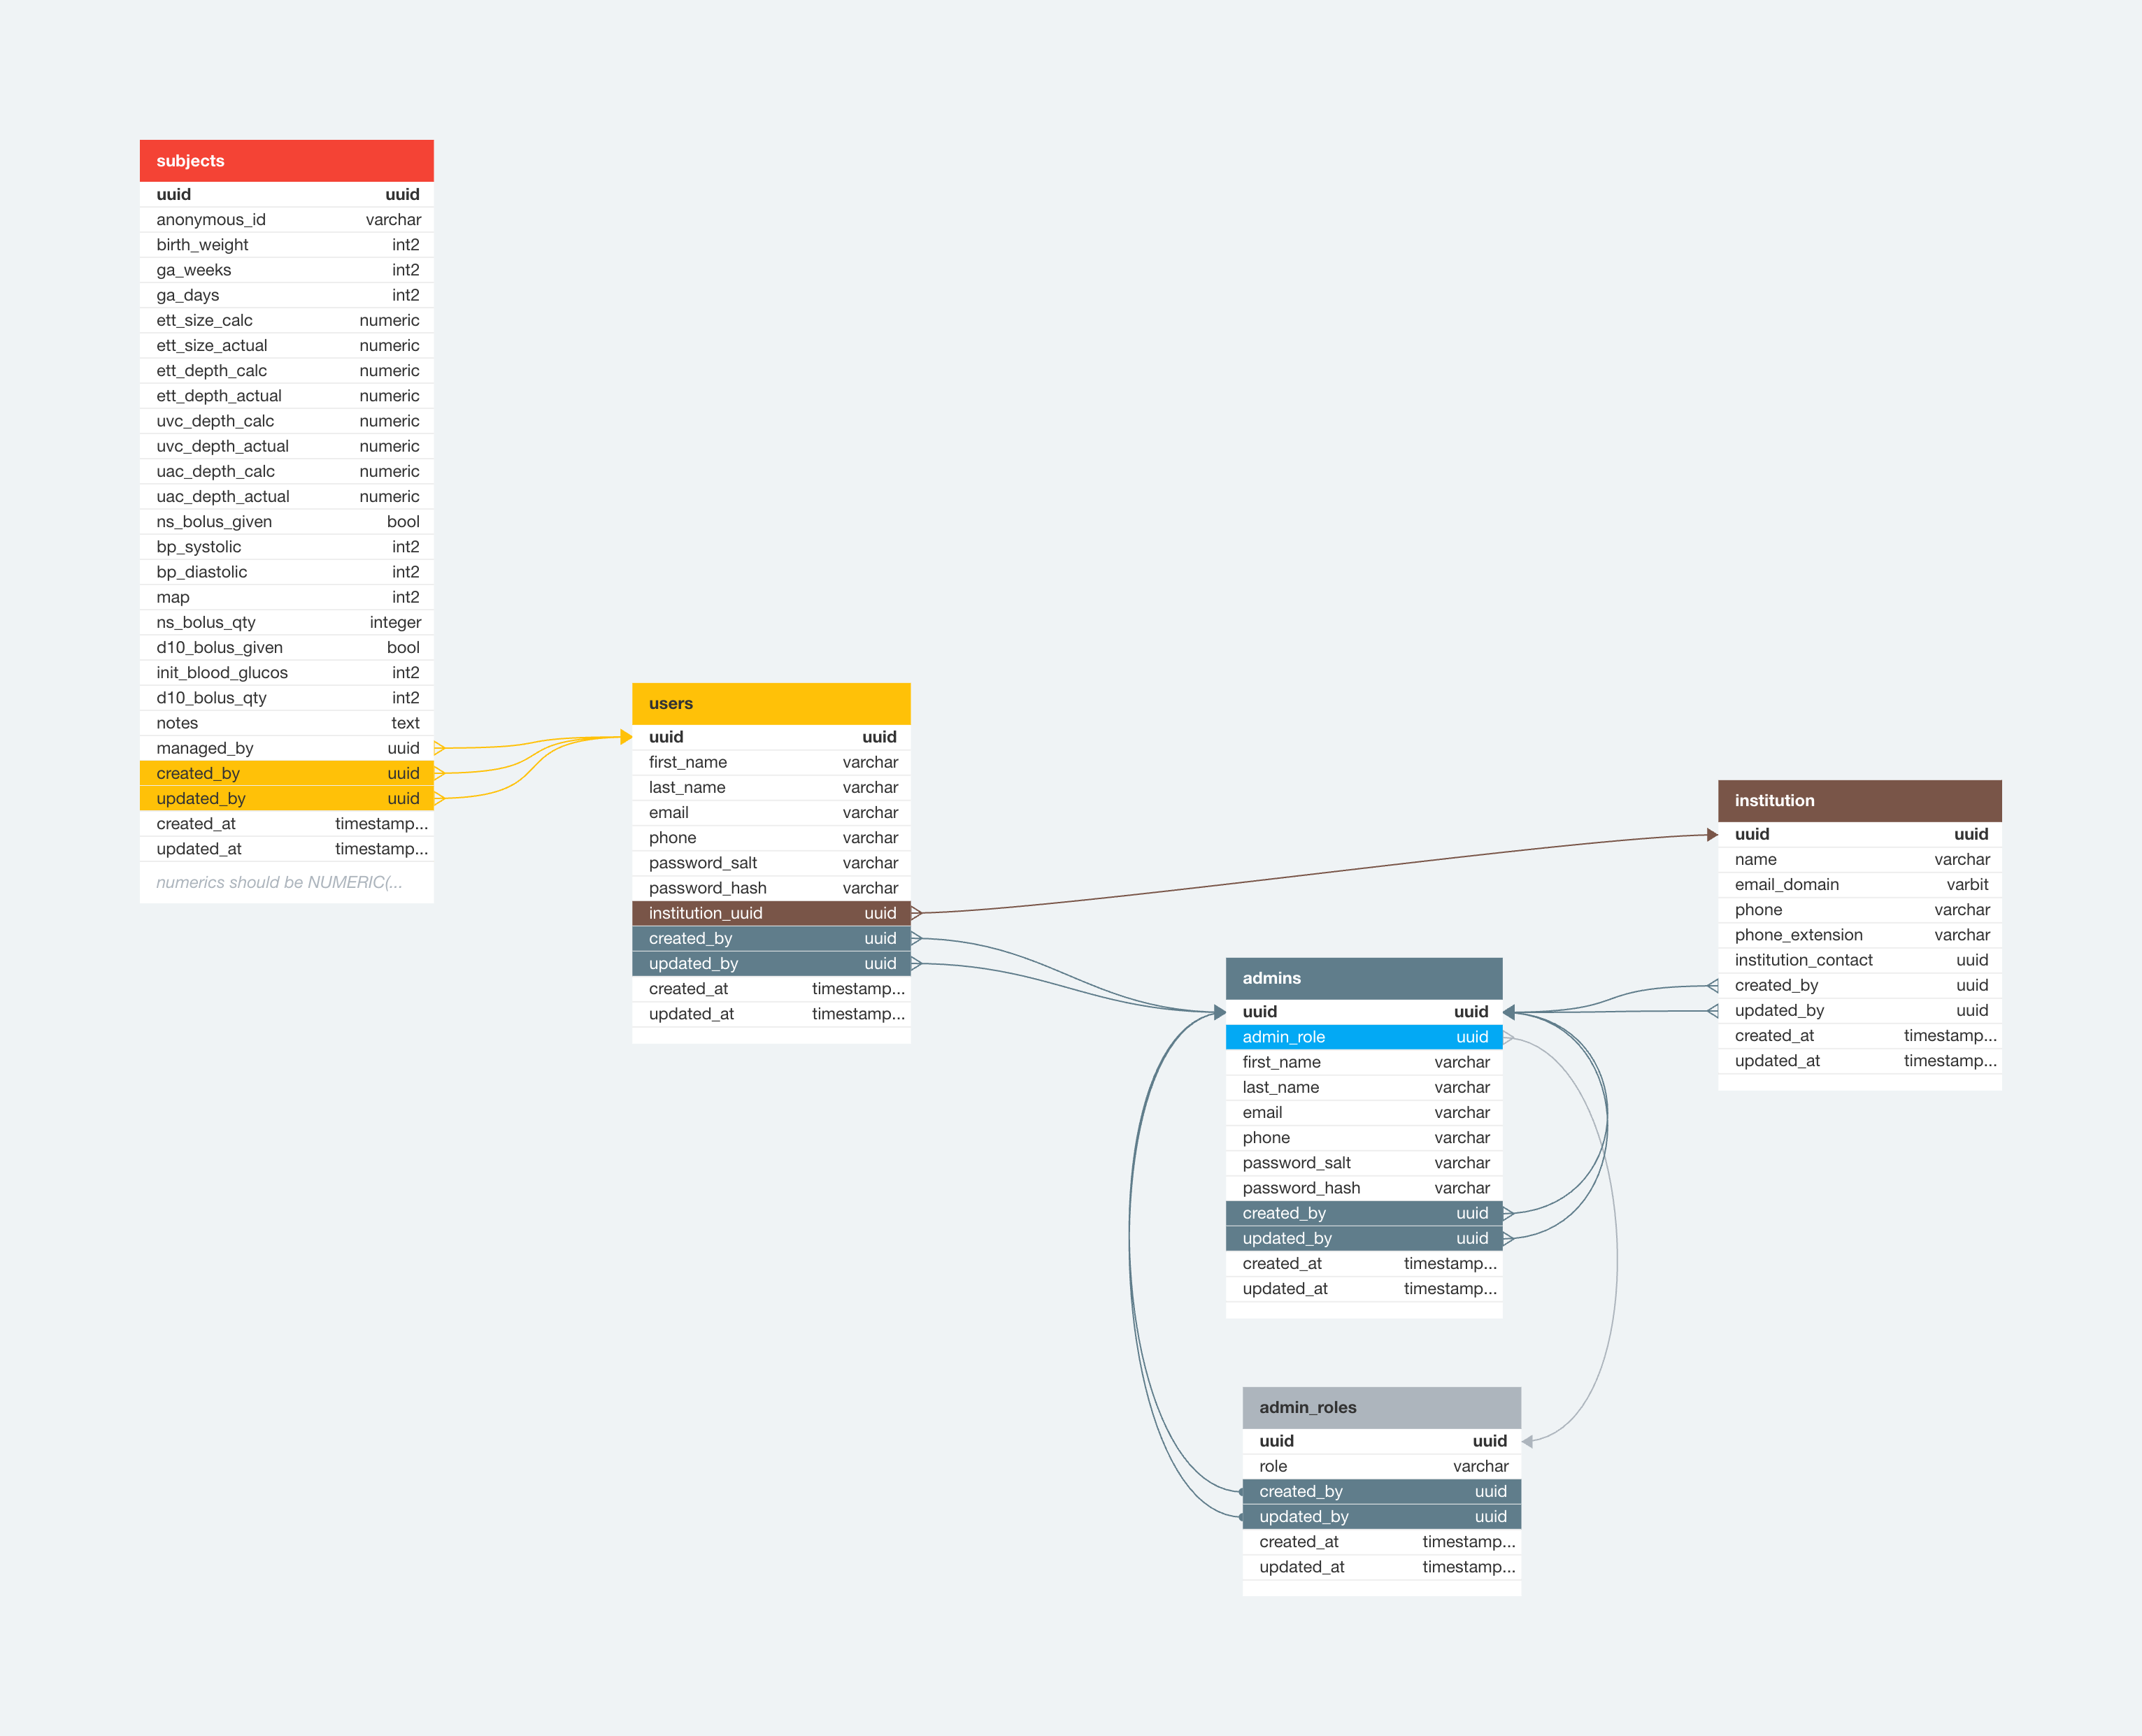 subjects
uuid uuid
anonymous_id varchar
birth_weight int2
ga_weeks int2
ga_days int2
ett_size_calc numeric
ett_size_actual numeric
ett_depth_calc numeric
ett_depth_actual numeric
uvc_depth_calc numeric
uvc_depth_actual numeric
uac_depth_calc numeric
uac_depth_actual numeric
ns_bolus_given bool
bp_systolic int2
bp_diastolic int2
map int2
ns_bolus_qty integer
d10_bolus_given bool
init_blood_glucos int2
d10_bolus_qty int2
notes text
managed_by uuid
created_by uuid
updated_by uuid
created_at timestamp...
updated_at timestamp...
numerics should be NUMERIC(...
users
uuid uuid
first_name varchar
last_name varchar
email varchar
phone varchar
password_salt varchar
password_hash varchar
institution_uuid uuid
created_by uuid
updated_by uuid
created_at timestamp...
updated_at timestamp...
institution
uuid uuid
name varchar
email_domain varbit
phone varchar
phone_extension varchar
institution_contact uuid
created_by uuid
updated_by uuid
created_at timestamp...
updated_at timestamp...
admins
uuid uuid
admin_role uuid
first_name varchar
last_name varchar
email varchar
phone varchar
password_salt varchar
password_hash varchar
created_by uuid
updated_by uuid
created_at timestamp...
updated_at timestamp...
admin_roles
uuid uuid
role varchar
created_by uuid
updated_by uuid
created_at timestamp...
updated_at timestamp...